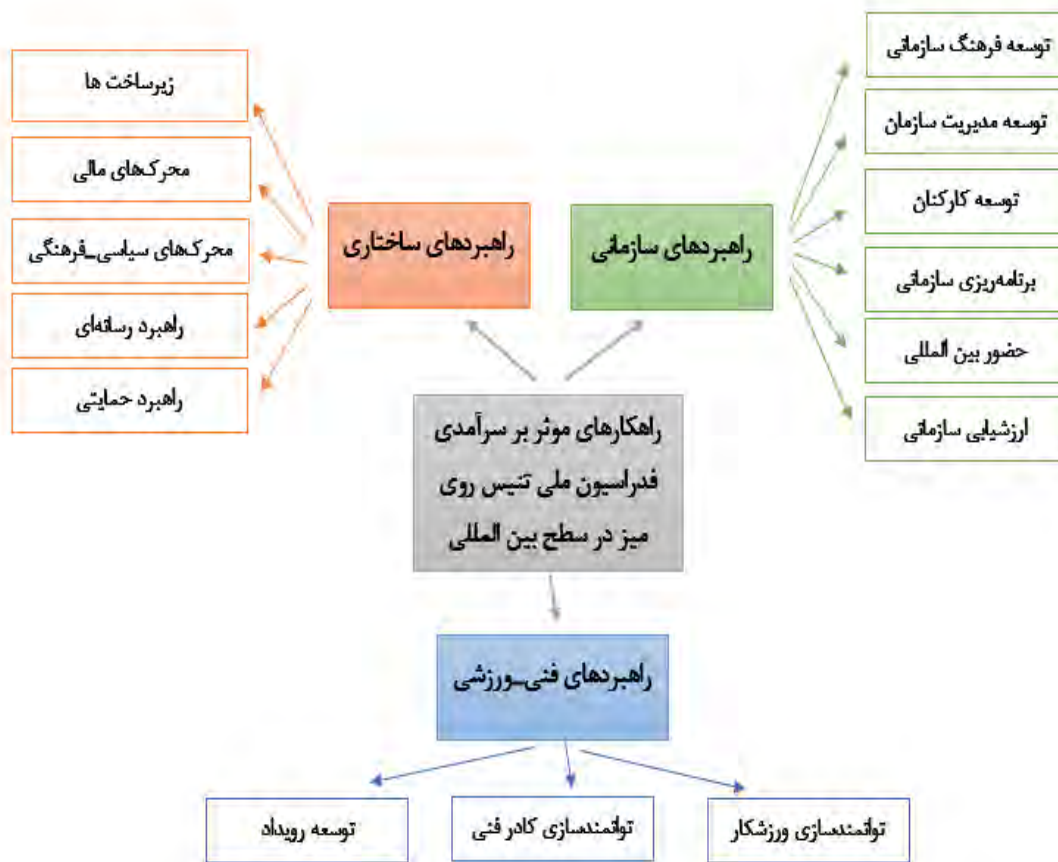 توسعه فرهنگ سازمانی
توسعه مدیریت سازمان
توسعه کارکنان
برنامه‌ریزی سازمانی
حضور بین المللی
ارزشیابی سازمانی
راهبردهای سازمانی
راهبردهای ساختاری
زیرساخت ها
محرک‌های مالی
محرک‌های سیاسی_فرهنگی
راهبرد رسانه‌ای
راهبرد حمایتی
راهکارهای موثر بر سرآمدی
فدراسیون ملی تنیس روی
میز در سطح بین المللی
راهبردهای فنی_ورزشی
توانمندسازی ورزشکار
توانمندسازی کادر فنی
توسعه رویداد